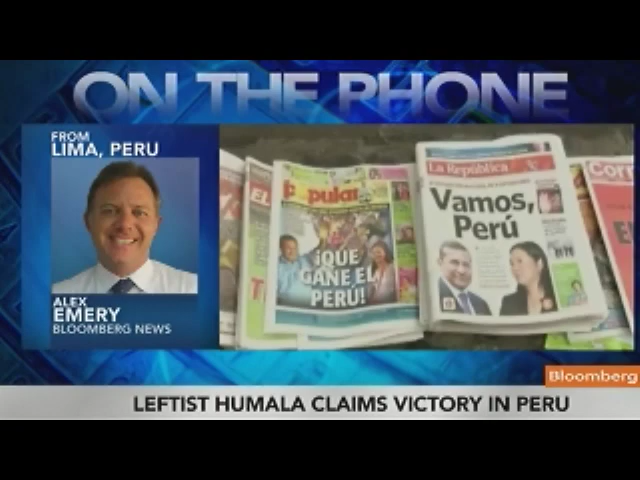 ON THE PHONE
FROM
LIMA, PERU
ALEX
EMERY
BLOOMBERG NEWS
popular
¡QUE
GANE EL
PERÚ!
La República
Vamos,
Perú
Bloomberg
LEFTIST HUMALA CLAIMS VICTORY IN PERU